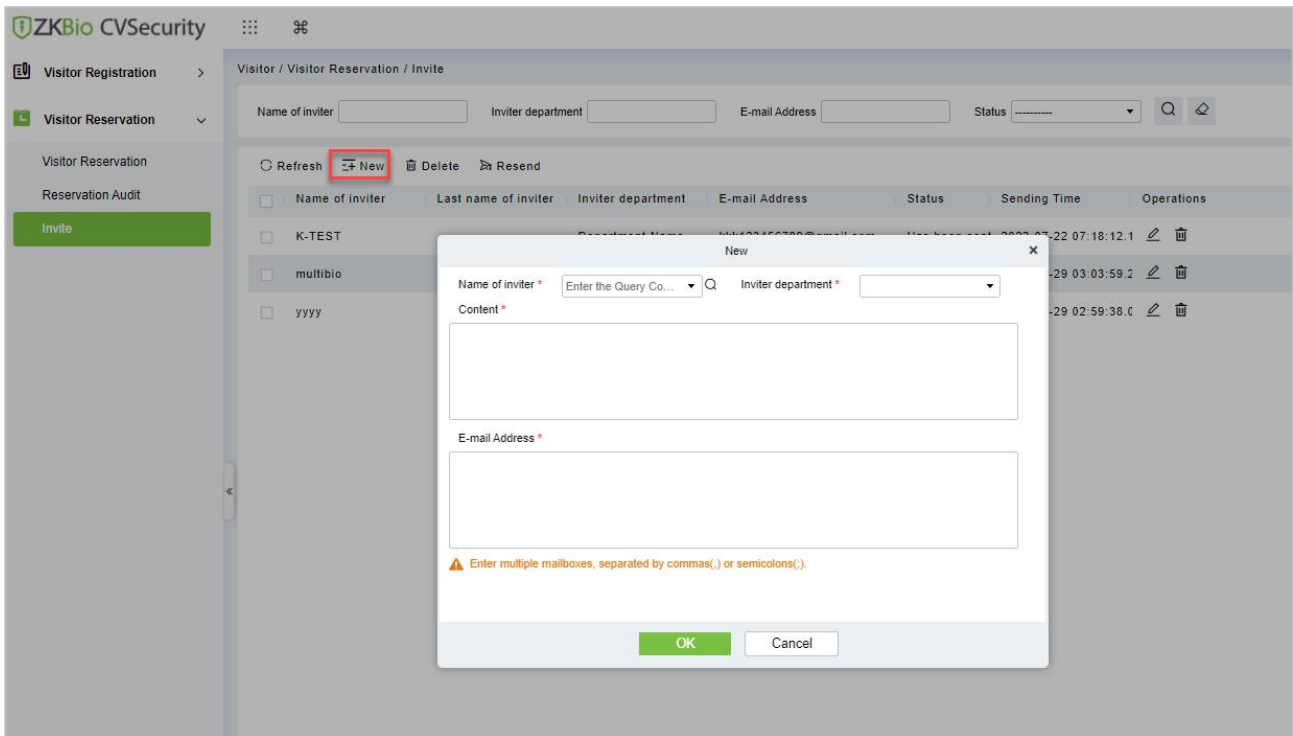 ZKBio CVSecurity
Visitor Registration
Visitor / Visitor Reservation / Invite
Name of inviter Inviter department E-mail Address Status ----------
Visitor Reservation
Visitor Reservation
Reservation Audit
Invite
Refresh New Delete Resend
Name of inviter Last name of inviter Inviter department E-mail Address Status Sending Time Operations
K-TEST -22 07:18:12.1
multibio -29 03:03:59.2
yyyy -29 02:59:38.0
New
Name of inviter * Enter the Query Co... Inviter department *
Content *
E-mail Address *
Enter multiple mailboxes, separated by commas(,) or semicolons(;).
OK Cancel